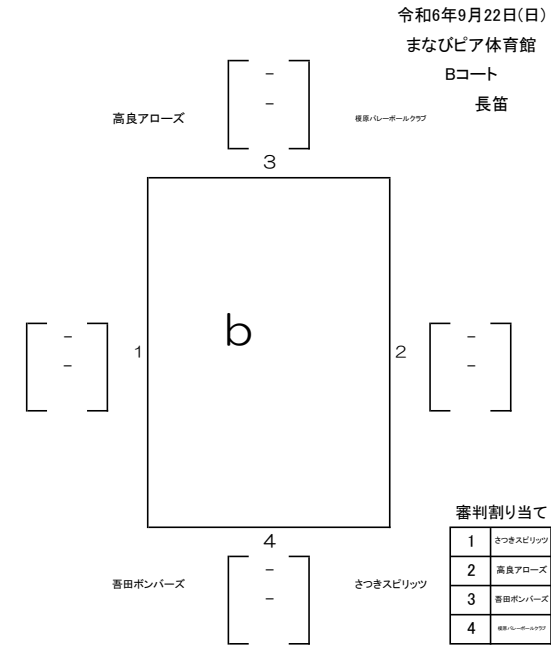 令和6年9月22日(日)
まなびピア体育館
Bコート
長笛
-
-
高良アローズ
榎原バレーボールクラブ
3
b
-
-
1
2
-
-
4
審判割り当て
1 さつきスピリッツ
2 高良アローズ
3 吾田ボンバーズ
4 榎原バレーボールクラブ
-
-
吾田ボンバーズ
さつきスピリッツ